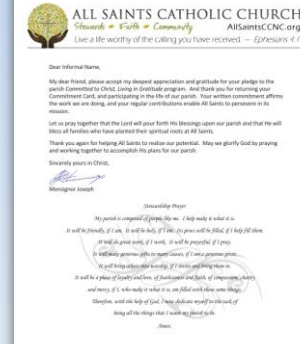 ALL SAINTS CATHOLIC CHURCH
Stewards • Faith • Community
AllSaintsCCNC.org
Live a life worthy of the calling you have received. – Ephesians 4:1
Dear Informal Name,
My dear friend, please accept my deepest appreciation and gratitude for your pledge to the
parish Committed to Christ, Living in Gratitude program. And thank you for returning your
Commitment Card, and participating in the life of our parish. Your written commitment affirms
the work we are doing, and your regular contributions enable All Saints to persevere in its
mission.
Let us pray together that the Lord will pour forth His blessings upon our parish and that He will
bless all families who have planted their spiritual roots at All Saints.
Thank you again for helping All Saints to realize our potential. May we glorify God by praying
and working together to accomplish His plans for our parish.
Sincerely yours in Christ,
Monsignor Joseph
Stewardship Prayer
My parish is composed of people like me. I help make it what it is.
It will be friendly, if I am. It will be holy, if I am. Its pews will be filled, if I help fill them.
It will do great work, if I work. It will be prayerful, if I pray.
It will make generous gifts to many causes, if I am a generous giver.
It will bring others into worship, if I invite and bring them in.
It will be a place of loyalty and love, of fearlessness and faith, of compassion, charity,
and mercy, if I, who make it what it is, am filled with these same things.
Therefore, with the help of God, I now dedicate myself to the task of
being all the things that I want my parish to be.
Amen.